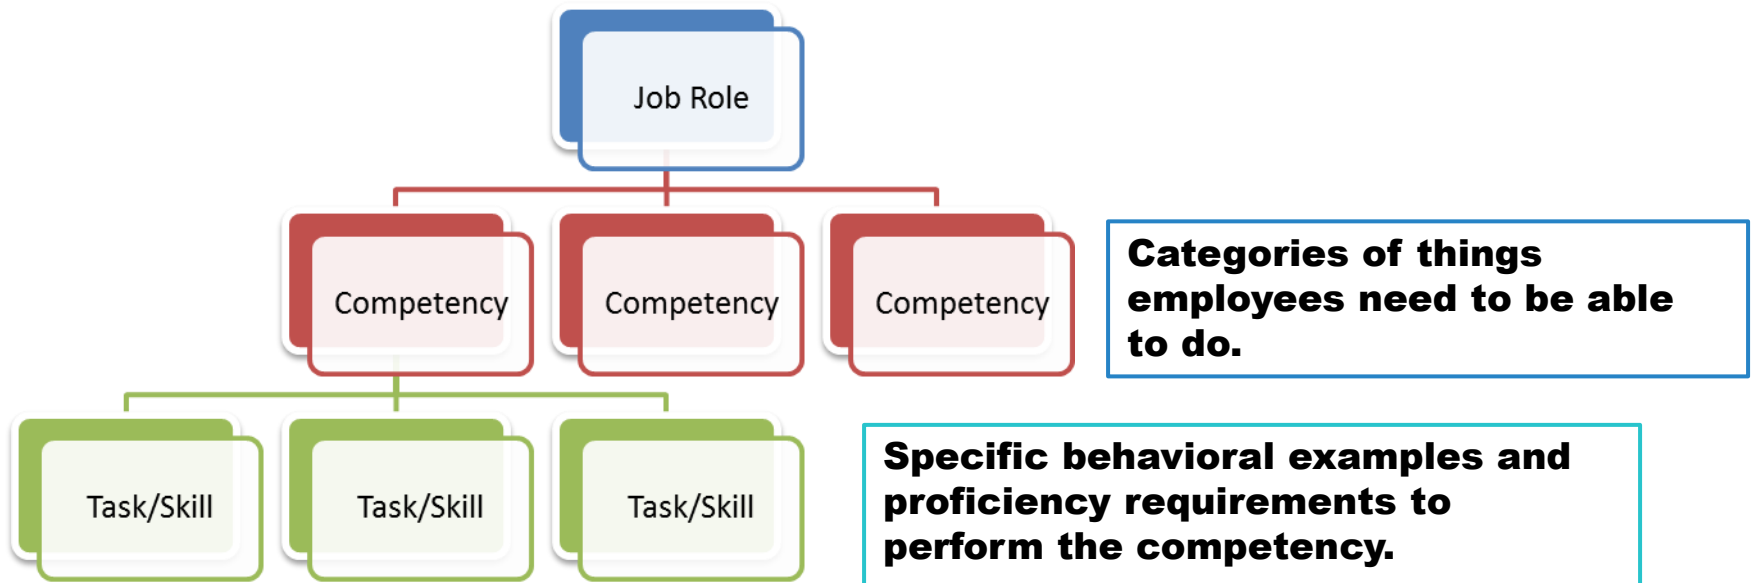 Job Role
Competency
Competency
Competency
Categories of things
employees need to be able
to do.
Task/Skill
Task/Skill
Task/Skill
Specific behavioral examples and
proficiency requirements to
perform the competency.